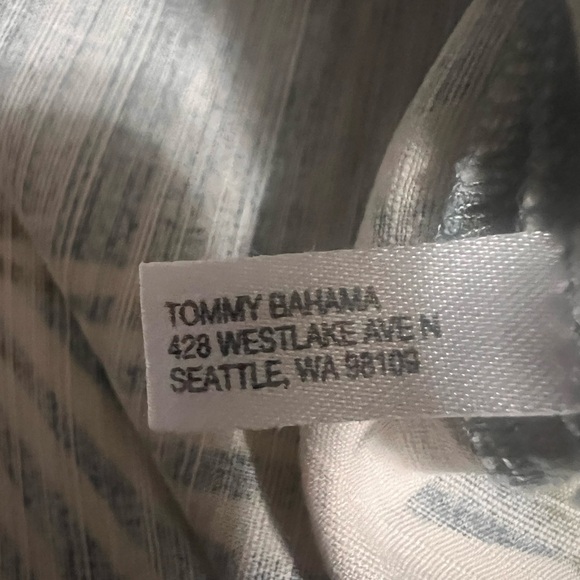 TOMMY BAHAMA
428 WESTLAKE AVE N
SEATTLE, WA 98109